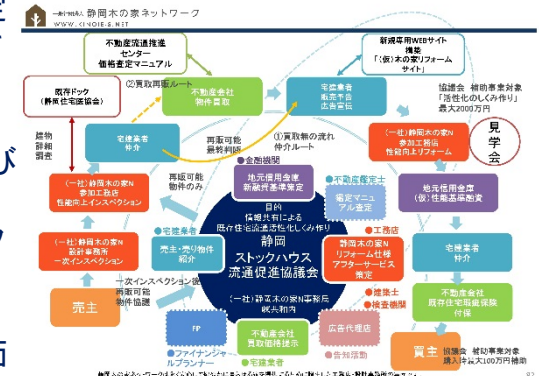 一般社団法人 静岡木の家ネットワーク
WWW.KINOIE-S.NET
不動産流通推進
センター
価格査定マニュアル
新規専用WEBサイト
構築
「(仮)木の家リフォーム
サイト」
既存ドック
(静岡住宅医協会)
②買取再販ルート
不動産会社
物件買取
宅建業者
販売予告
広告宣伝
協議会 補助事業対象
「活性化のしくみ作り」
最大2000万円
建物
詳細
調査
宅建業者
仲介
再販可能
最終判断
①買取無の流れ
仲介ルート
(一社)静岡木の家N
参加工務店
性能向上リフォーム
見
学
会
び
再販可能
物件のみ
●金融機関
地元信用金庫
新融資基準策定
(一社)静岡木の家N
参加工務店
性能向上インスペクション
●不動産鑑定士
鑑定マニュ
アル査定
地元信用金庫
(仮)性能基準融資
目的
情報共有による
既存住宅流通活性化しくみ作り
静岡
ストックハウス
流通促進協議会
(一社)静岡木の家N事務局
●宅建業者
売主・売り物件
紹介
●工務店
静岡木の家N
リフォーム仕様
アフターサービス
策定
(一社)静岡木の家N
設計事務所
一次インスペクション
宅建業者
仲介
一次インスペクション後
再販可能
物件協議
●建築士
●検査機関
不動産会社
既存住宅瑕疵保険
付保
売主
FP
●ファイナンシャル
プランナー
不動産会社
買取価格提示
●宅建業者
広告代理店
●告知活動
買主
協議会 補助事業対象
購入時最大100万円補助
面